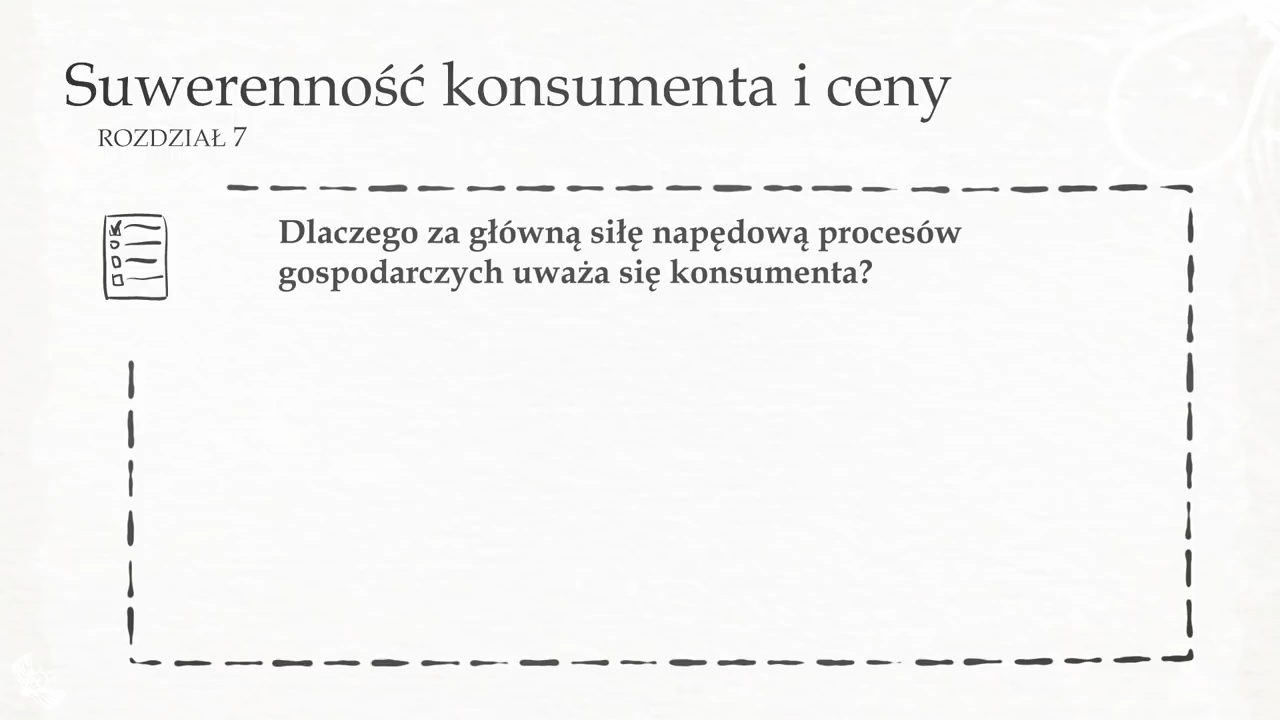 Suwerenność konsumenta i ceny
ROZDZIAŁ 7
Dlaczego za główną siłę napędową procesów
gospodarczych uważa się konsumenta?